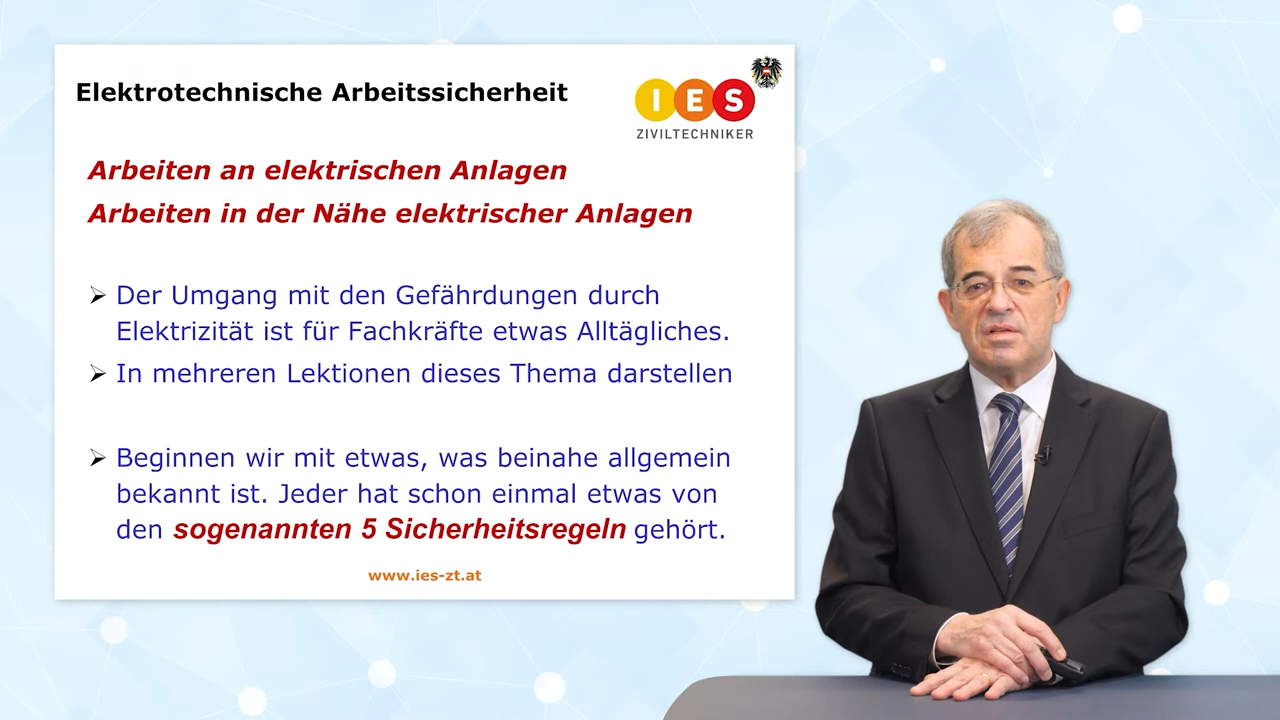 Elektrotechnische Arbeitssicherheit
IES
ZIVILTECHNIKER
Arbeiten an elektrischen Anlagen
Arbeiten in der Nähe elektrischer Anlagen
Der Umgang mit den Gefährdungen durch
Elektrizität ist für Fachkräfte etwas Alltägliches.
In mehreren Lektionen dieses Thema darstellen
Beginnen wir mit etwas, was beinahe allgemein
bekannt ist. Jeder hat schon einmal etwas von
den sogenannten 5 Sicherheitsregeln gehört.
www.ies-zt.at